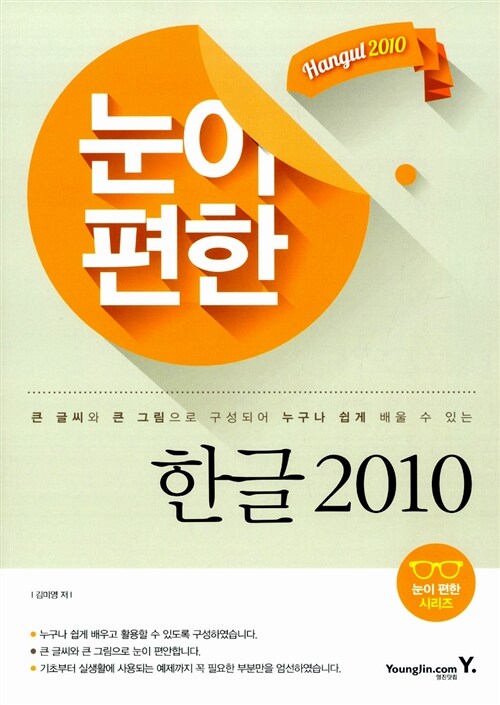 Hangul 2010
눈이
편한
큰 글씨와 큰 그림으로 구성되어 누구나 쉽게 배울 수 있는
한글 2010
눈이 편한
시리즈
| 김미영 저 |
누구나 쉽게 배우고 활용할 수 있도록 구성하였습니다.
큰 글씨와 큰 그림으로 눈이 편안합니다.
기초부터 실생활에 사용되는 예제까지 꼭 필요한 부분만을 엄선하였습니다.
YoungJin.com Y.
영진닷컴